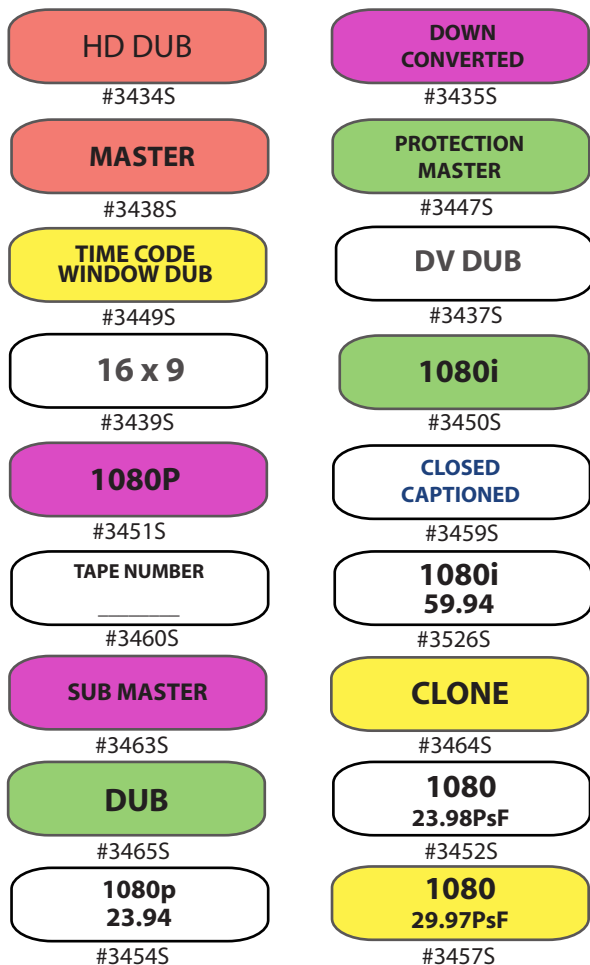 HD DUB
#3434S
DOWN
CONVERTED
#3435S
MASTER
#3438S
PROTECTION
MASTER
#3447S
TIME CODE
WINDOW DUB
#3449S
DV DUB
#3437S
16 x 9
#3439S
1080i
#3450S
1080P
#3451S
CLOSED
CAPTIONED
#3459S
TAPE NUMBER
________
#3460S
1080i
59.94
#3526S
SUB MASTER
#3463S
CLONE
#3464S
DUB
#3465S
1080
23.98PsF
#3452S
1080p
23.94
#3454S
1080
29.97PsF
#3457S